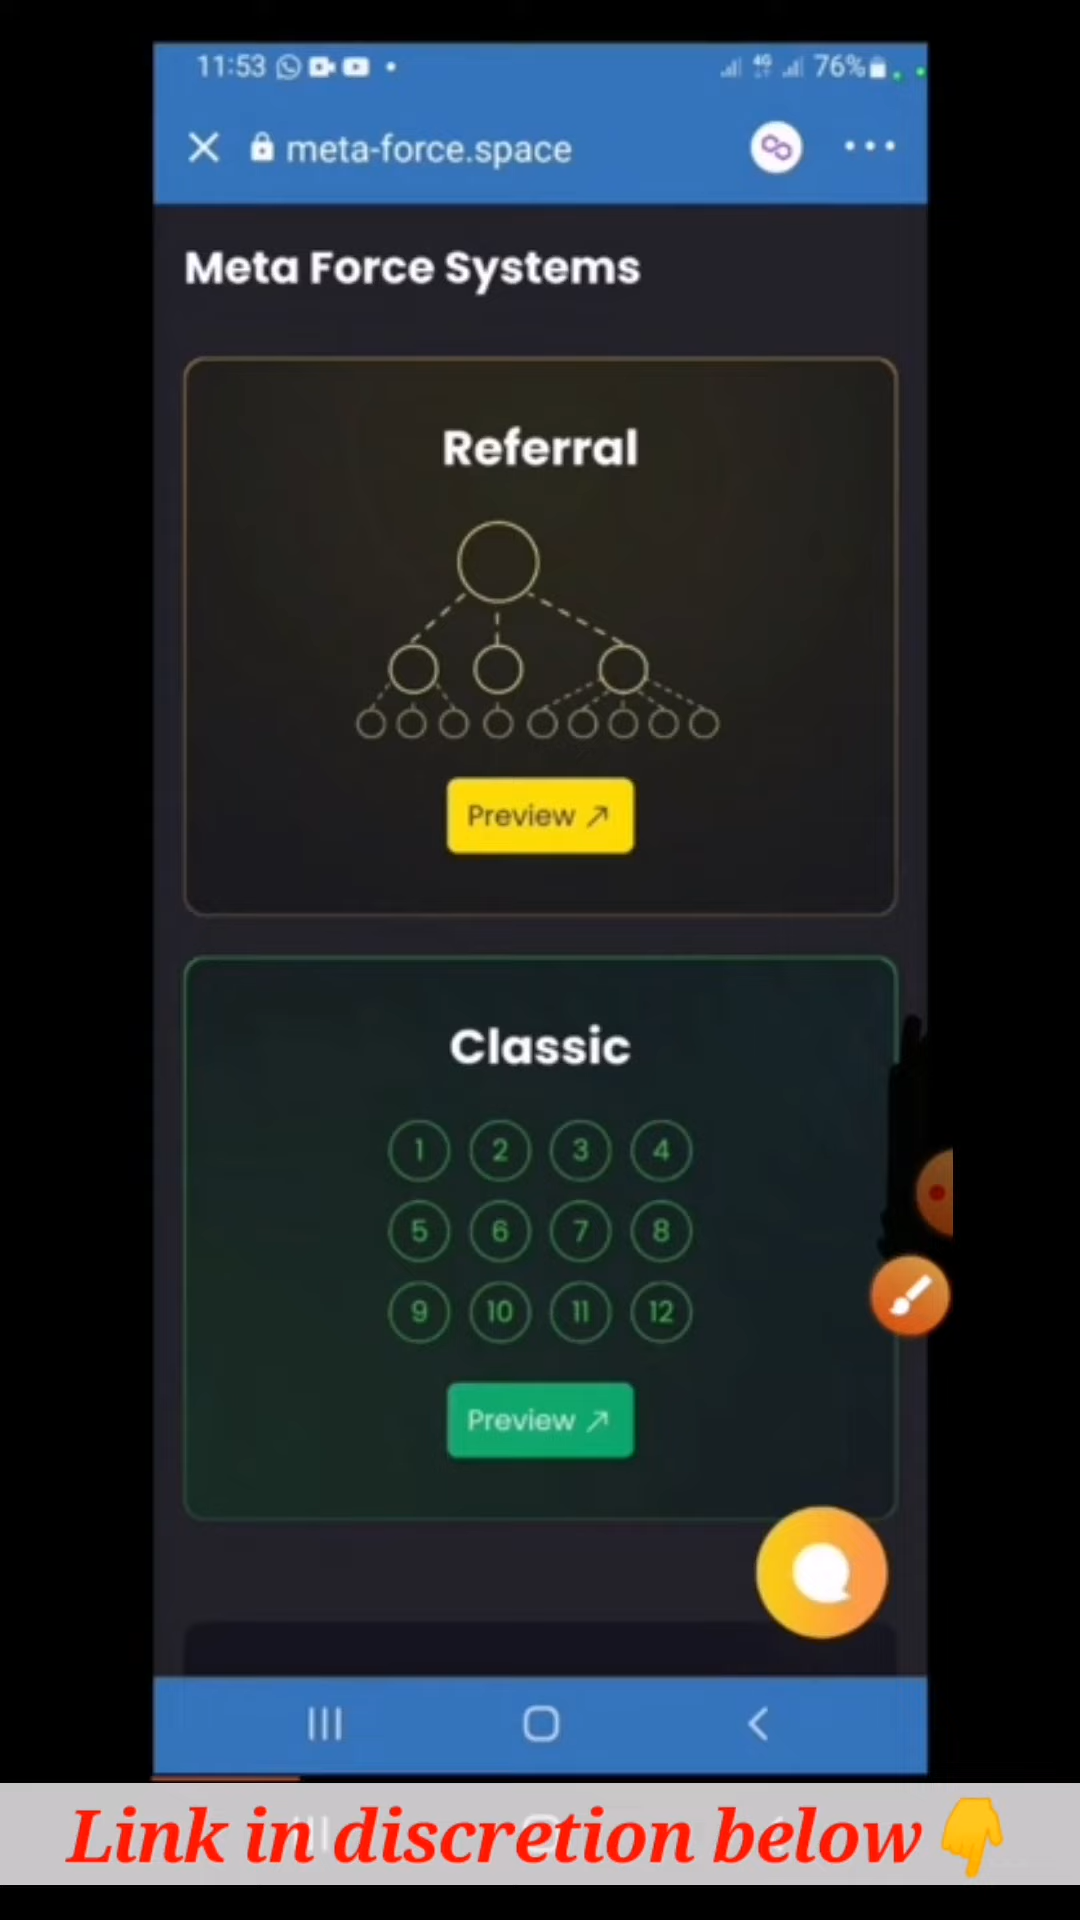 11:53 4G 76%
meta-force.space
Meta Force Systems
Referral
Preview
Classic
1 2 3 4
5 6 7 8
9 10 11 12
Preview
Link in discretion below